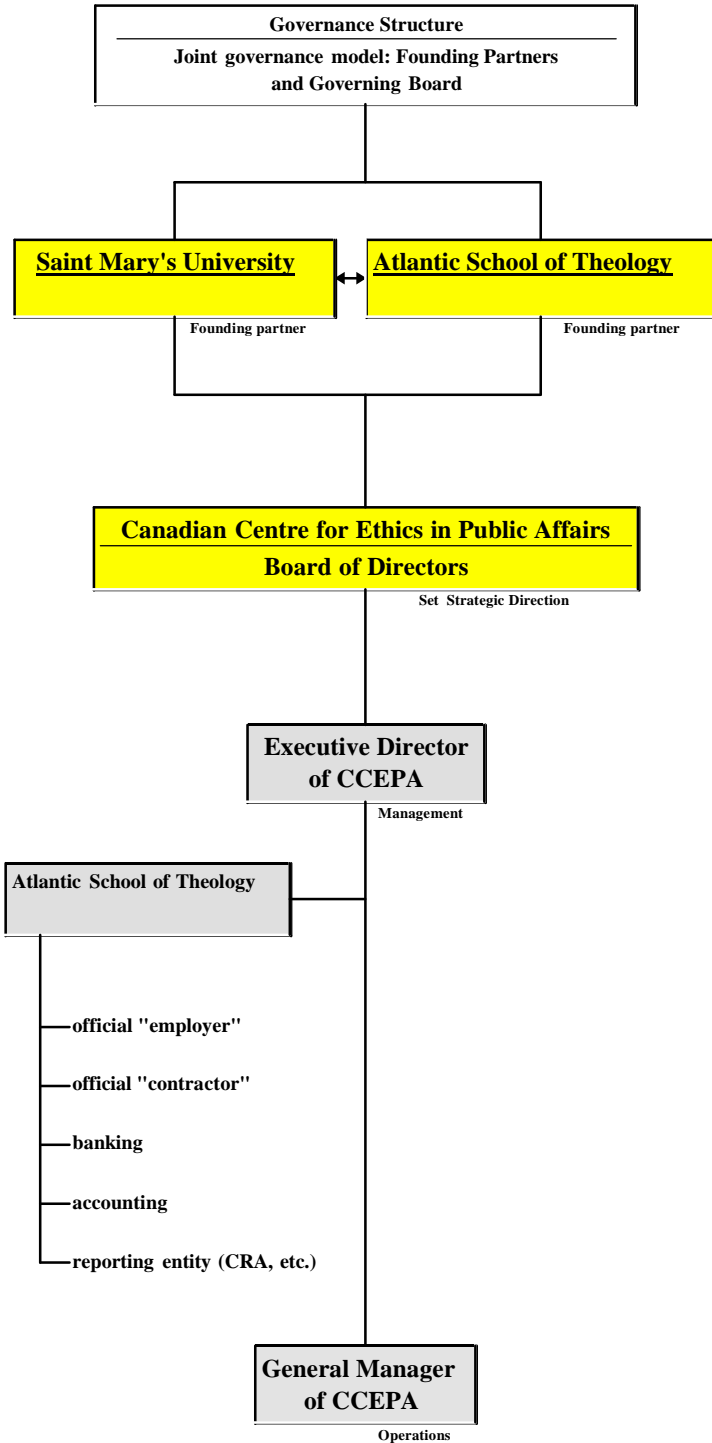 Governance Structure
Joint governance model: Founding Partners
and Governing Board
Saint Mary's University
Atlantic School of Theology
Founding partner
Founding partner
Canadian Centre for Ethics in Public Affairs
Board of Directors
Set Strategic Direction
Executive Director
of CCEPA
Management
Atlantic School of Theology
official "employer"
official "contractor"
banking
accounting
reporting entity (CRA, etc.)
General Manager
of CCEPA
Operations